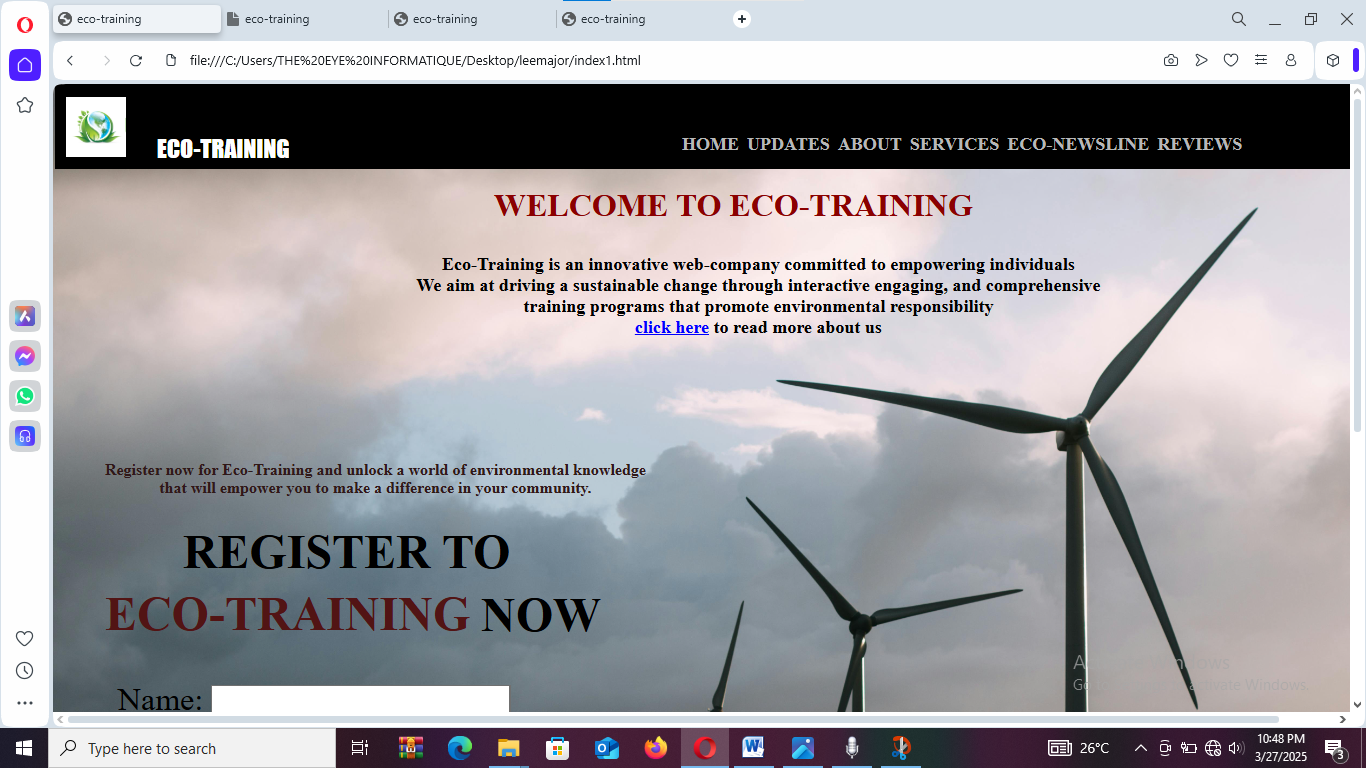 eco-training
eco-training
eco-training
eco-training
file:///C:/Users/THE%20EYE%20INFORMATIQUE/Desktop/leemajor/index1.html
ECO-TRAINING
HOME UPDATES ABOUT SERVICES ECO-NEWSLINE REVIEWS
WELCOME TO ECO-TRAINING
Eco-Training is an innovative web-company committed to empowering individuals
We aim at driving a sustainable change through interactive engaging, and comprehensive
training programs that promote environmental responsibility
click here to read more about us
Register now for Eco-Training and unlock a world of environmental knowledge
that will empower you to make a difference in your community.
REGISTER TO
ECO-TRAINING NOW
Name:
Windows
Type here to search
26°C
10:48 PM
3/27/2025
3